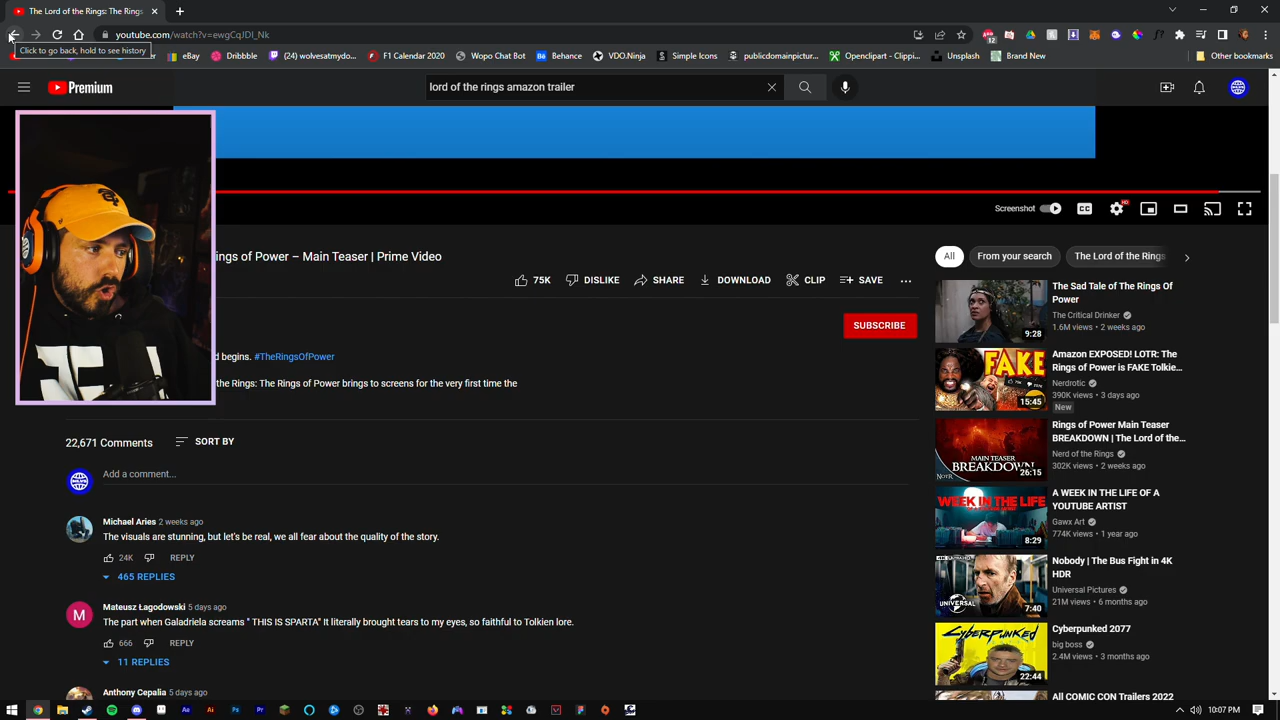 The Lord of the Rings: The Rings
youtube.com/watch?v=ewgCqJDI_Nk
12
Click to go back, hold to see history
eBay
Dribbble
(24) wolvesatmydo...
F1 Calendar 2020
Wopo Chat Bot
Behance
VDO.Ninja
Simple Icons
publicdomainpictur...
Openclipart - Clippi...
Unsplash
Brand New
Other bookmarks
Premium
lord of the rings amazon trailer
Screenshot
CC
HD
ings of Power – Main Teaser | Prime Video
75K
DISLIKE
SHARE
DOWNLOAD
CLIP
SAVE
SUBSCRIBE
d begins. #TheRingsOfPower
the Rings: The Rings of Power brings to screens for the very first time the
22,671 Comments
SORT BY
Add a comment...
Michael Aries 2 weeks ago
The visuals are stunning, but let's be real, we all fear about the quality of the story.
24K
REPLY
465 REPLIES
M
Mateusz Łagodowski 5 days ago
The part when Galadriela screams " THIS IS SPARTA" literally brought tears to my eyes, so faithful to Tolkien lore.
666
REPLY
11 REPLIES
Anthony Cepalia 5 days ago
All
From your search
The Lord of the Rings
The Sad Tale of The Rings Of
Power
The Critical Drinker
1.6M views • 2 weeks ago
9:28
FAKE
15:45
Amazon EXPOSED! LOTR: The
Rings of Power is FAKE Tolkie...
Nerdrotic
390K views • 3 days ago
New
MAIN TEASER
BREAKDOWN
26:15
Rings of Power Main Teaser
BREAKDOWN | The Lord of the...
Nerd of the Rings
302K views • 2 weeks ago
WEEK IN THE LIFE
8:29
A WEEK IN THE LIFE OF A
YOUTUBE ARTIST
Gawx Art
774K views • 1 year ago
UNIVERSAL
7:40
Nobody | The Bus Fight in 4K
HDR
Universal Pictures
21M views • 6 months ago
Cyberpunked
22:44
Cyberpunked 2077
big boss
2.4M views • 3 months ago
All COMIC CON Trailers 2022
Ae
Ai
Ps
Pr
10:07 PM